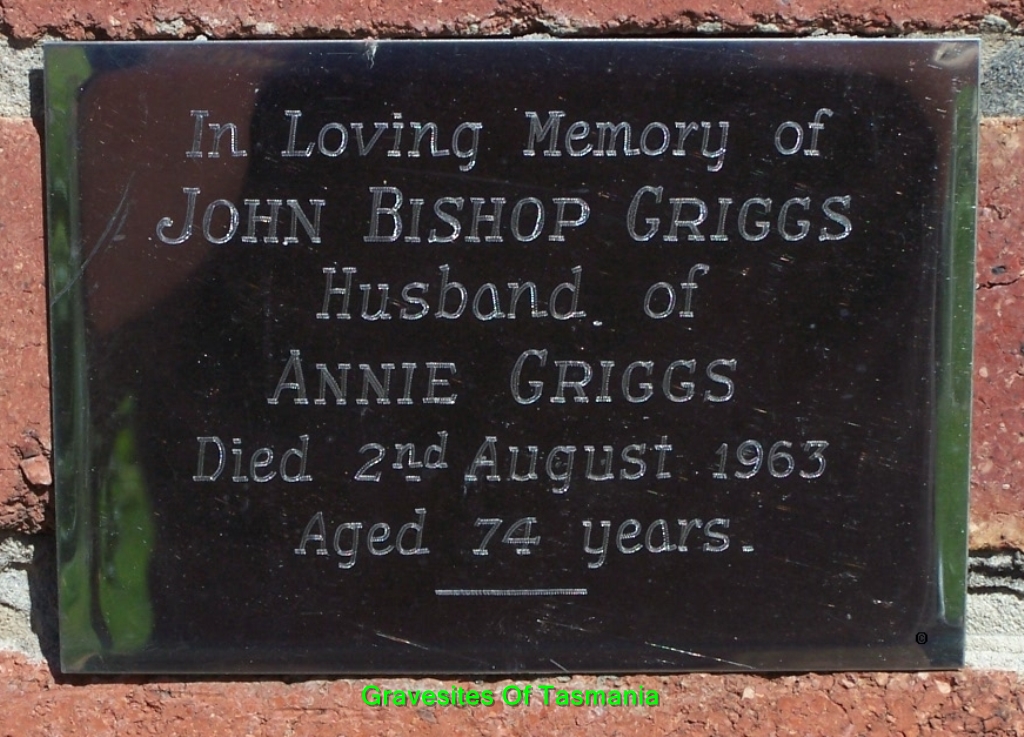 In Loving Memory of
JOHN BISHOP GRIGGS
Husband of
ANNIE GRIGGS
Died 2nd August 1963
Aged 74 years.
Gravesites Of Tasmania